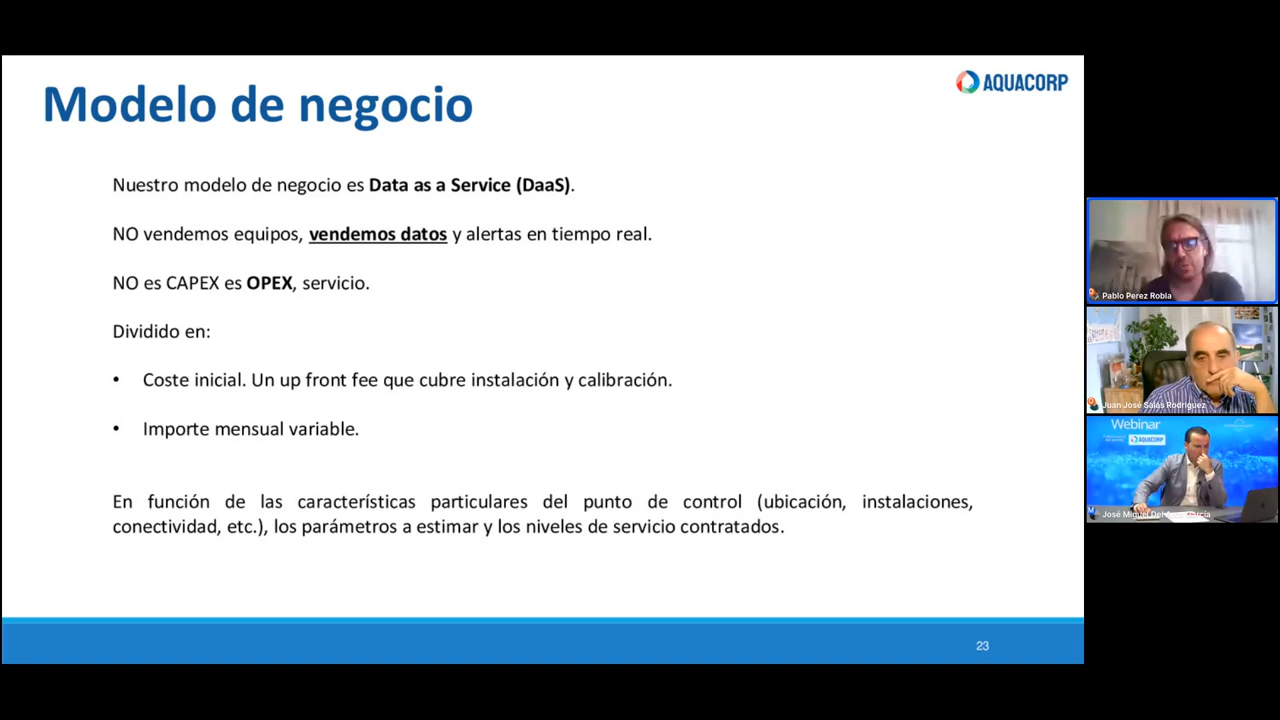 Modelo de negocio
AQUACORP
Nuestro modelo de negocio es Data as a Service (DaaS).
NO vendemos equipos, vendemos datos y alertas en tiempo real.
NO es CAPEX es OPEX, servicio.
Dividido en:
• Coste inicial. Un up front fee que cubre instalación y calibración.
• Importe mensual variable.
En función de las características particulares del punto de control (ubicación, instalaciones,
conectividad, etc.), los parámetros a estimar y los niveles de servicio contratados.
23
Pablo Perez Robla
Juan José Salas Rodríguez
Webinar
AQUACORP
José Miguel Del